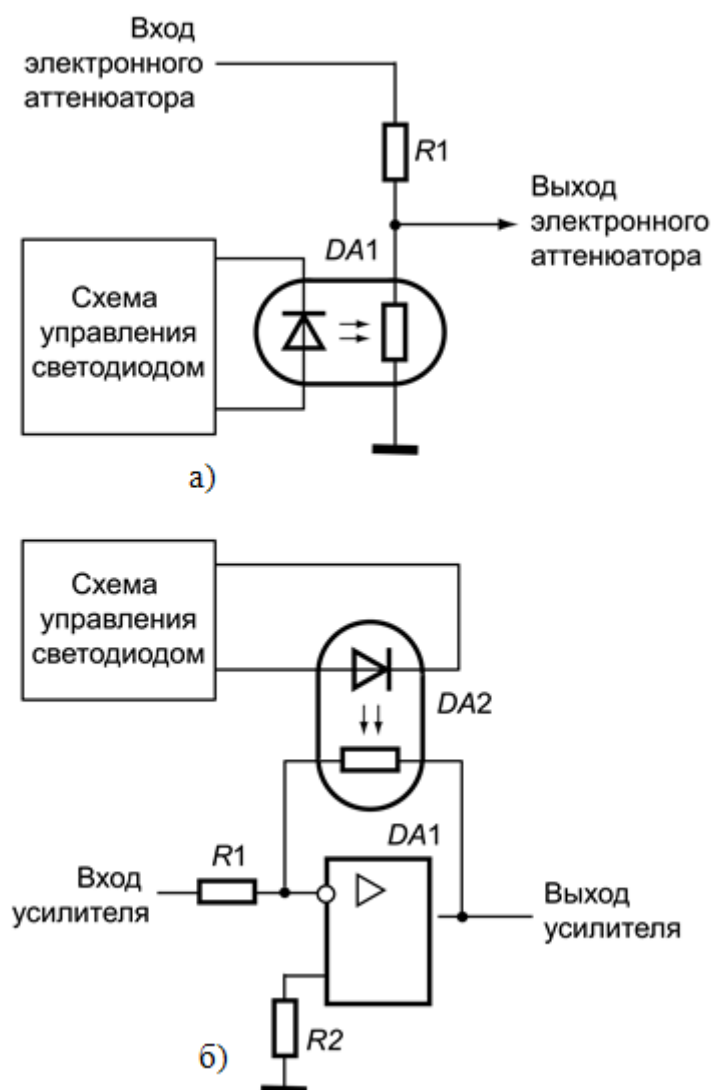 Вход
электронного
аттенюатора
R1
Выход
электронного
аттенюатора
DA1
Схема
управления
светодиодом
а)
Схема
управления
светодиодом
DA2
DA1
R1
Вход
усилителя
Выход
усилителя
R2
б)